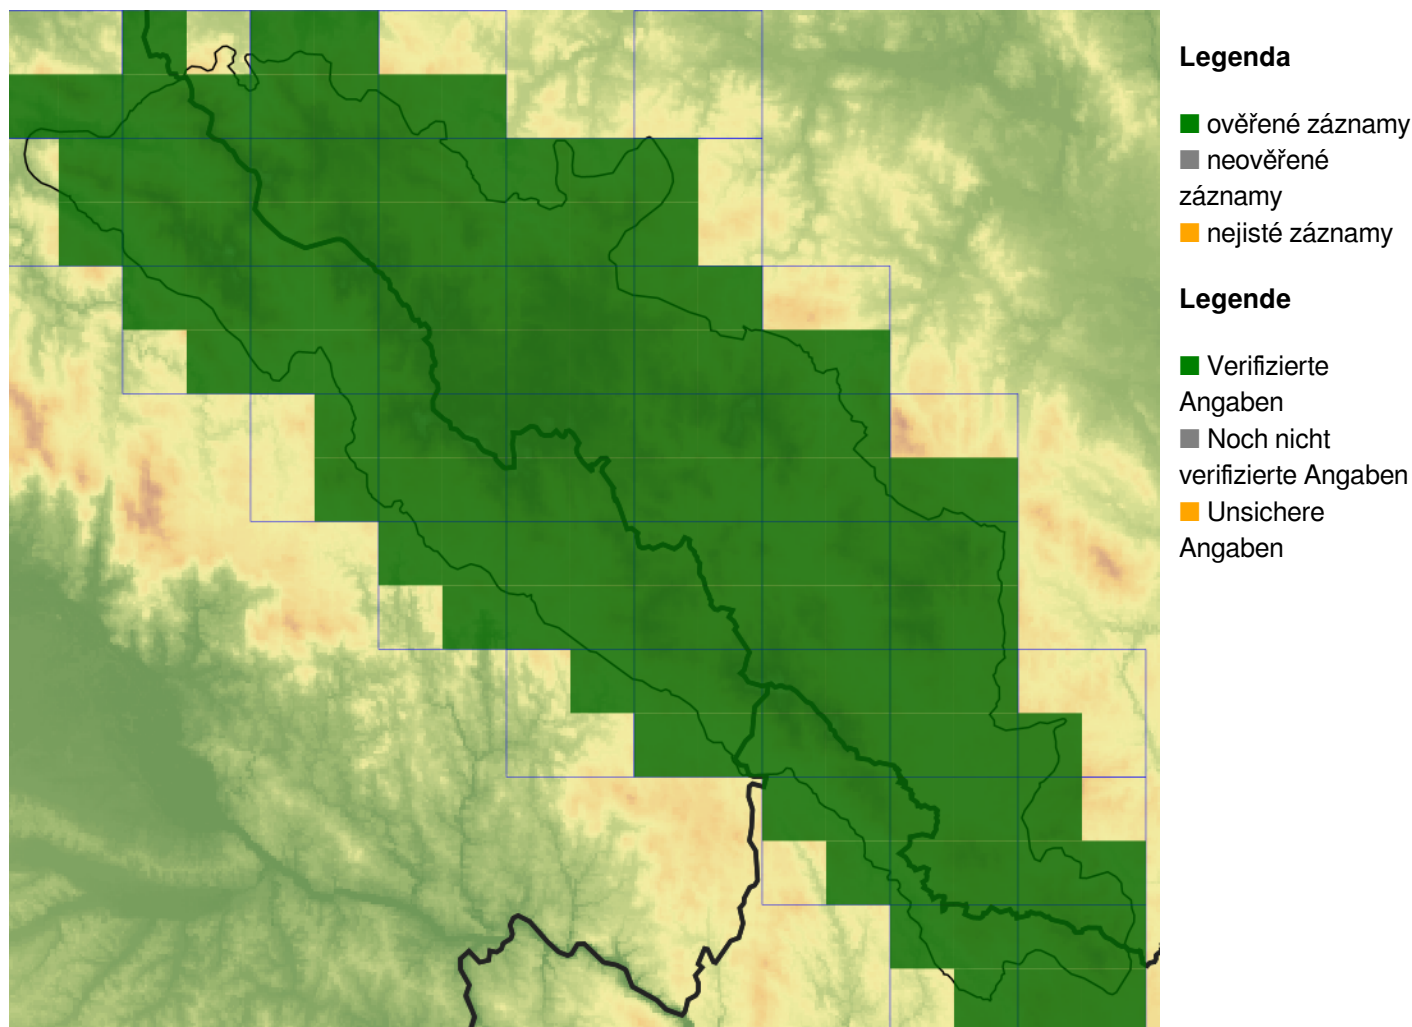 Legenda
ověřené záznamy
neověřené
záznamy
nejisté záznamy
Legende
Verifizierte
Angaben
Noch nicht
verifizierte Angaben
Unsichere
Angaben